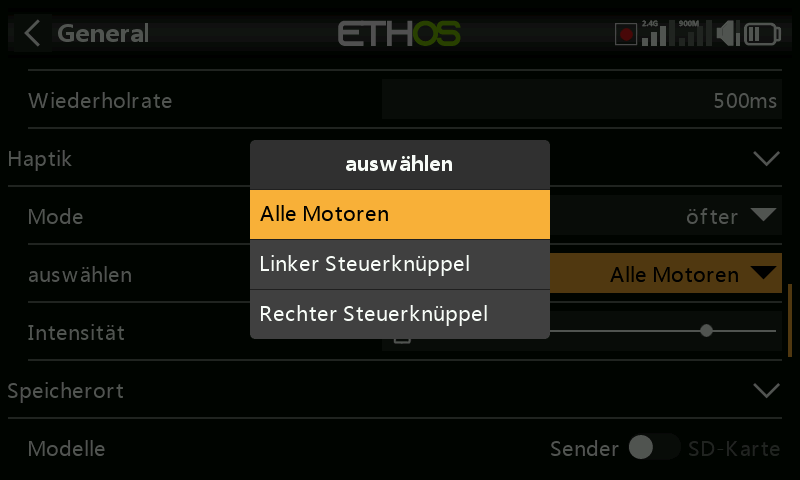 General
ETHOS
2.4G
900M
Wiederholrate
500ms
Haptik
auswählen
Alle Motoren
Linker Steuerknüppel
Rechter Steuerknüppel
Mode
öfter
auswählen
Alle Motoren
Intensität
Speicherort
Modelle
Sender
SD-Karte